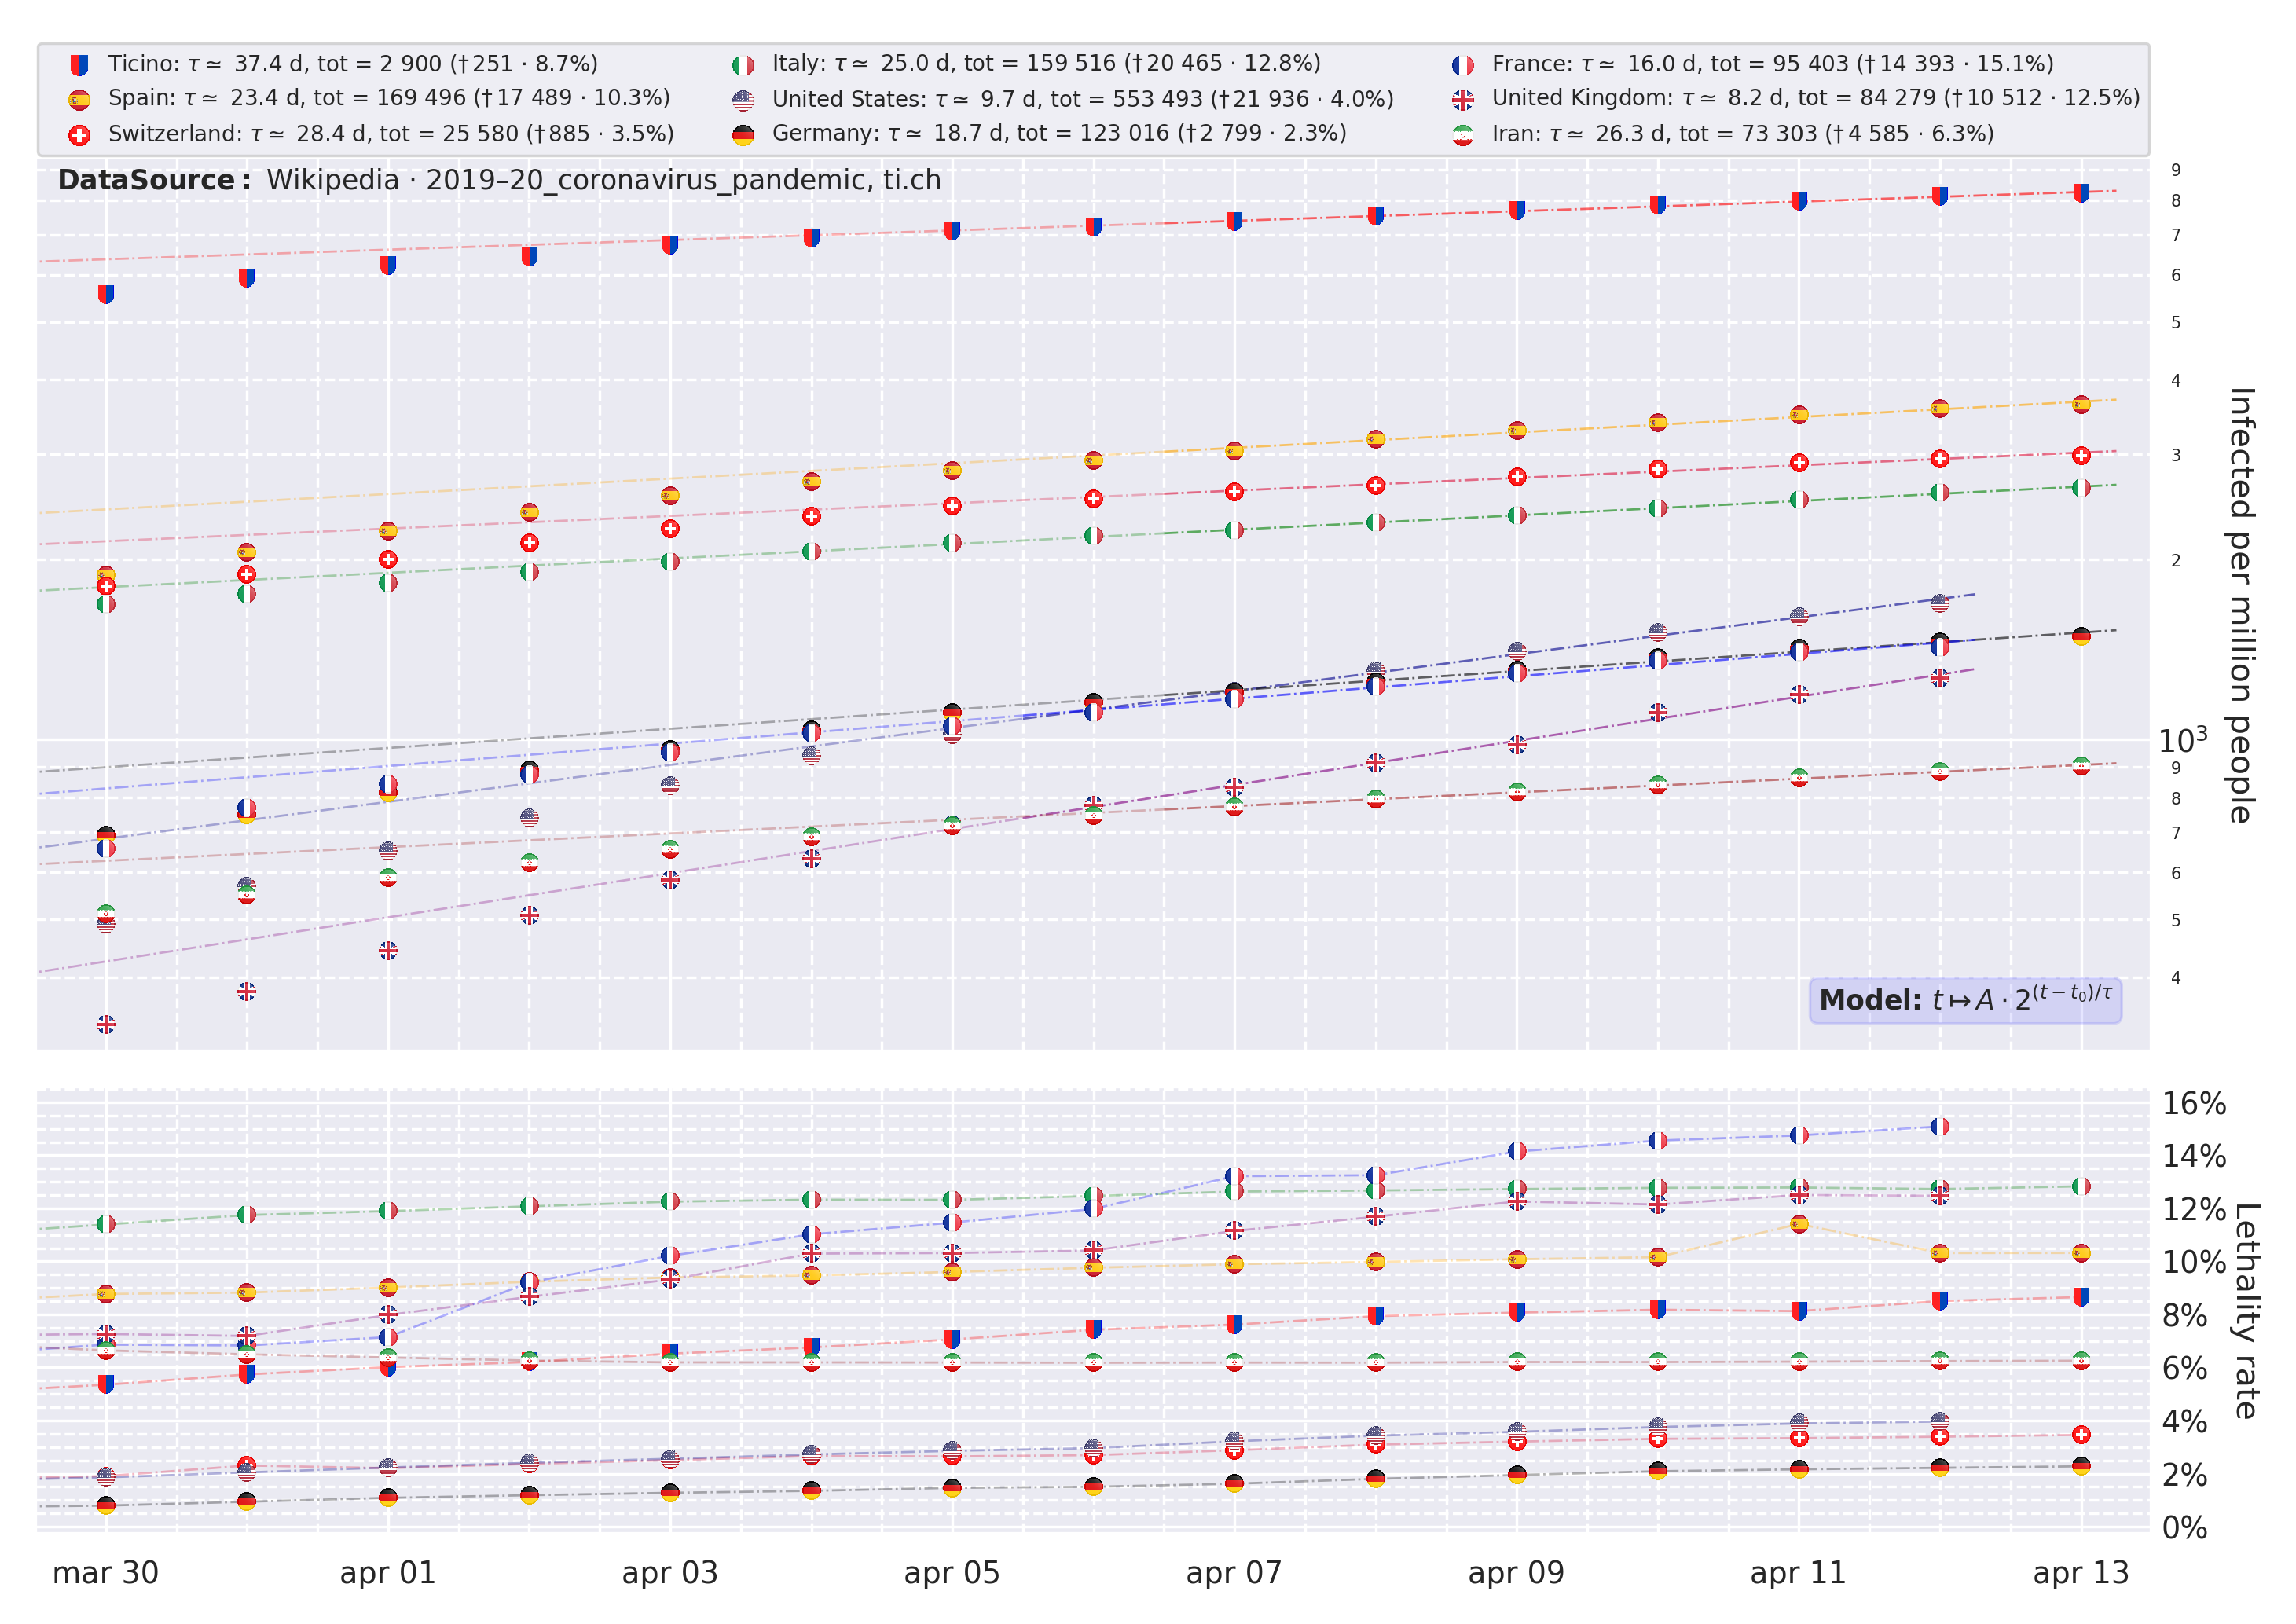 Ticino: τ ≃ 37.4 d, tot = 2 900 (†251 · 8.7%)
Spain: τ ≃ 23.4 d, tot = 169 496 (†17 489 · 10.3%)
Switzerland: τ ≃ 28.4 d, tot = 25 580 (†885 · 3.5%)
Italy: τ ≃ 25.0 d, tot = 159 516 (†20 465 · 12.8%)
United States: τ ≃ 9.7 d, tot = 553 493 (†21 936 · 4.0%)
Germany: τ ≃ 18.7 d, tot = 123 016 (†2 799 · 2.3%)
France: τ ≃ 16.0 d, tot = 95 403 (†14 393 · 15.1%)
United Kingdom: τ ≃ 8.2 d, tot = 84 279 (†10 512 · 12.5%)
Iran: τ ≃ 26.3 d, tot = 73 303 (†4 585 · 6.3%)
DataSource: Wikipedia · 2019–20_coronavirus_pandemic, ti.ch
9
8
7
6
5
4
3
2
10³
9
8
7
6
5
4
Infected per million people
Model: t ↦ A · 2^(t − t₀)/τ
16%
14%
12%
10%
8%
6%
4%
2%
0%
Lethality rate
mar 30
apr 01
apr 03
apr 05
apr 07
apr 09
apr 11
apr 13